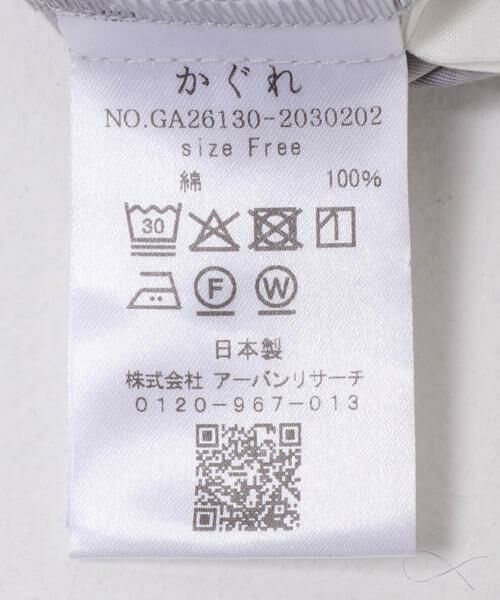 かぐれ
NO.GA26130-2030202
size Free
綿 100%
30
F W
日本製
株式会社 アーバンリサーチ
0120-967-013